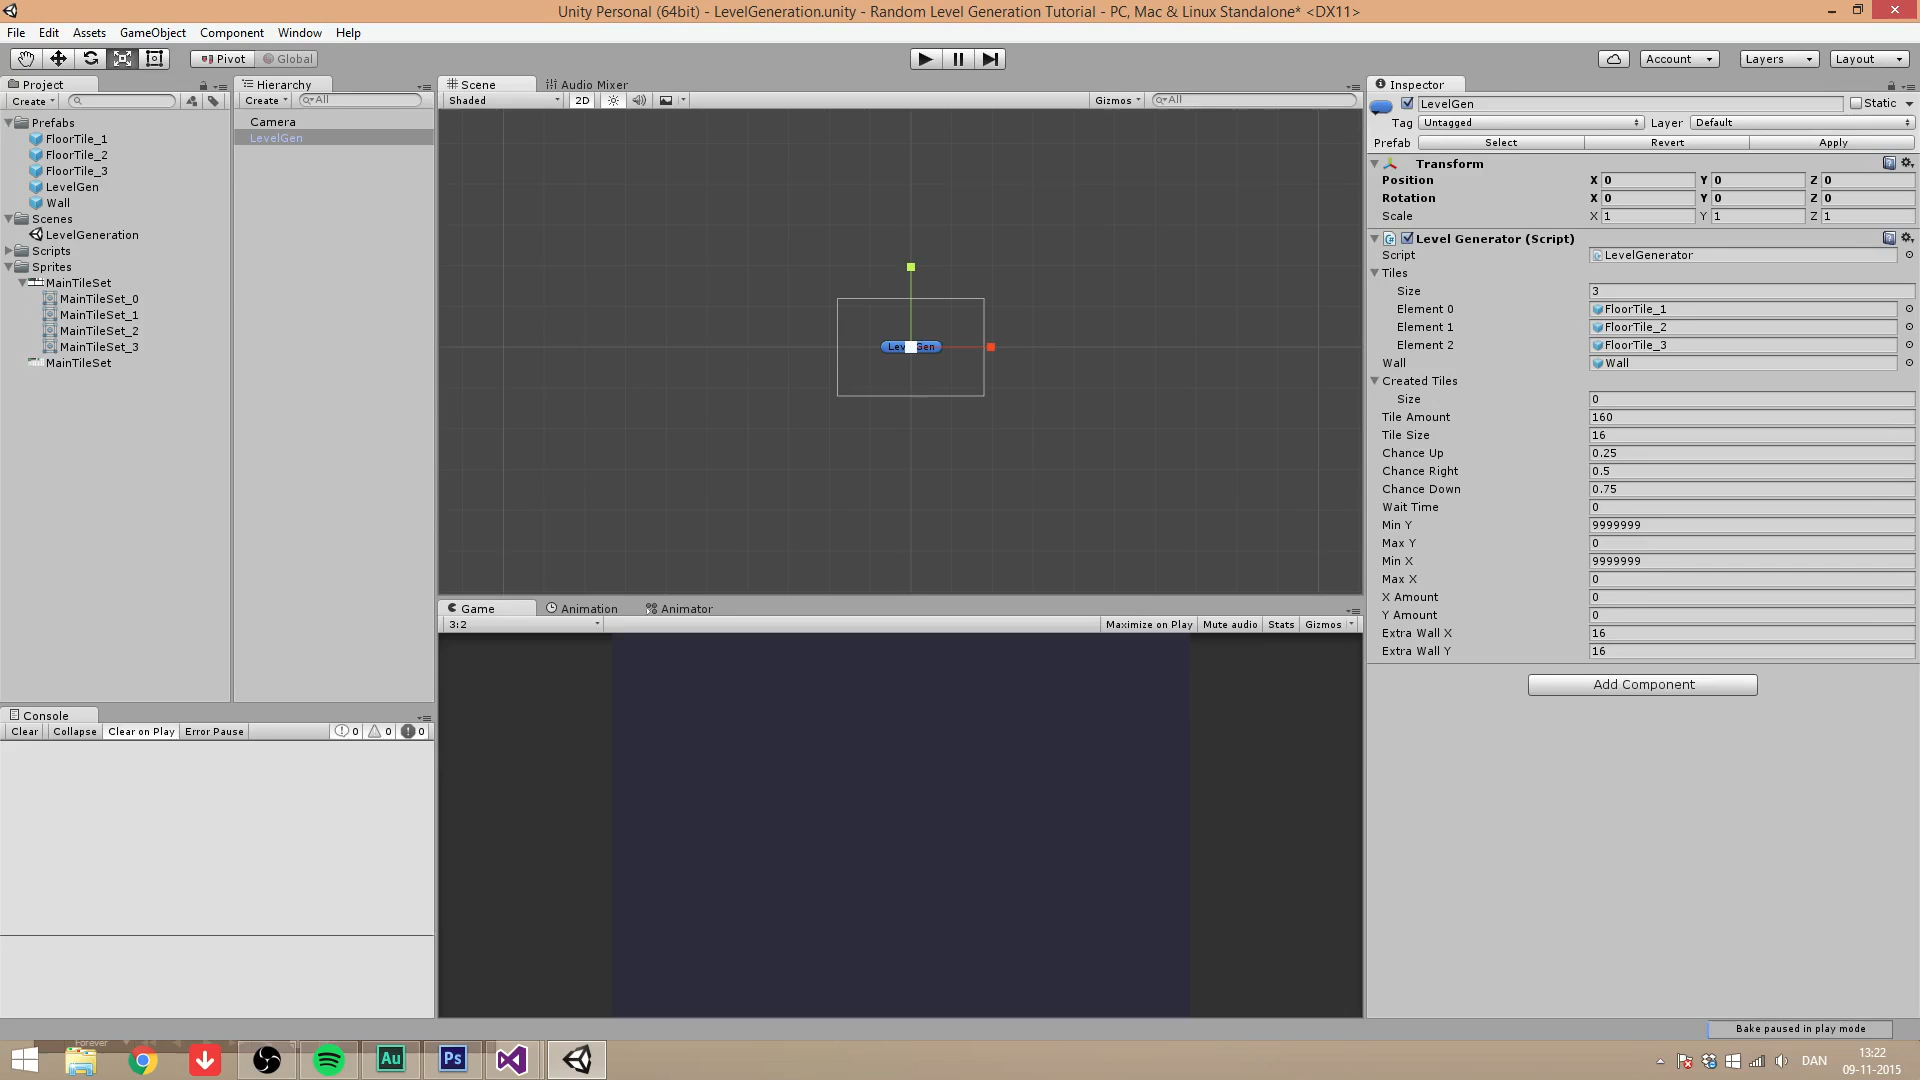 Unity Personal (64bit) - LevelGeneration.unity - Random Level Generation Tutorial - PC, Mac & Linux Standalone* <DX11>
File Edit Assets GameObject Component Window Help
Pivot Global Account Layers Layout
Project
Create
Prefabs
FloorTile_1
FloorTile_2
FloorTile_3
LevelGen
Wall
Scenes
LevelGeneration
Scripts
Sprites
MainTileSet
MainTileSet_0
MainTileSet_1
MainTileSet_2
MainTileSet_3
MainTileSet
Hierarchy
Create All
Camera
LevelGen
Scene Audio Mixer
Shaded 2D Gizmos All
LevelGen
Game Animation Animator
3:2 Maximize on Play Mute audio Stats Gizmos
Console
Clear Collapse Clear on Play Error Pause 0 0 0
Inspector
LevelGen Static
Tag Untagged Layer Default
Prefab Select Revert Apply
Transform
Position X 0 Y 0 Z 0
Rotation X 0 Y 0 Z 0
Scale X 1 Y 1 Z 1
Level Generator (Script)
Script LevelGenerator
Tiles
Size 3
Element 0 FloorTile_1
Element 1 FloorTile_2
Element 2 FloorTile_3
Wall Wall
Created Tiles
Size 0
Tile Amount 160
Tile Size 16
Chance Up 0.25
Chance Right 0.5
Chance Down 0.75
Wait Time 0
Min Y 9999999
Max Y 0
Min X 9999999
Max X 0
X Amount 0
Y Amount 0
Extra Wall X 16
Extra Wall Y 16
Add Component
Bake paused in play mode
Forever
Au Ps
DAN
13:22
09-11-2015